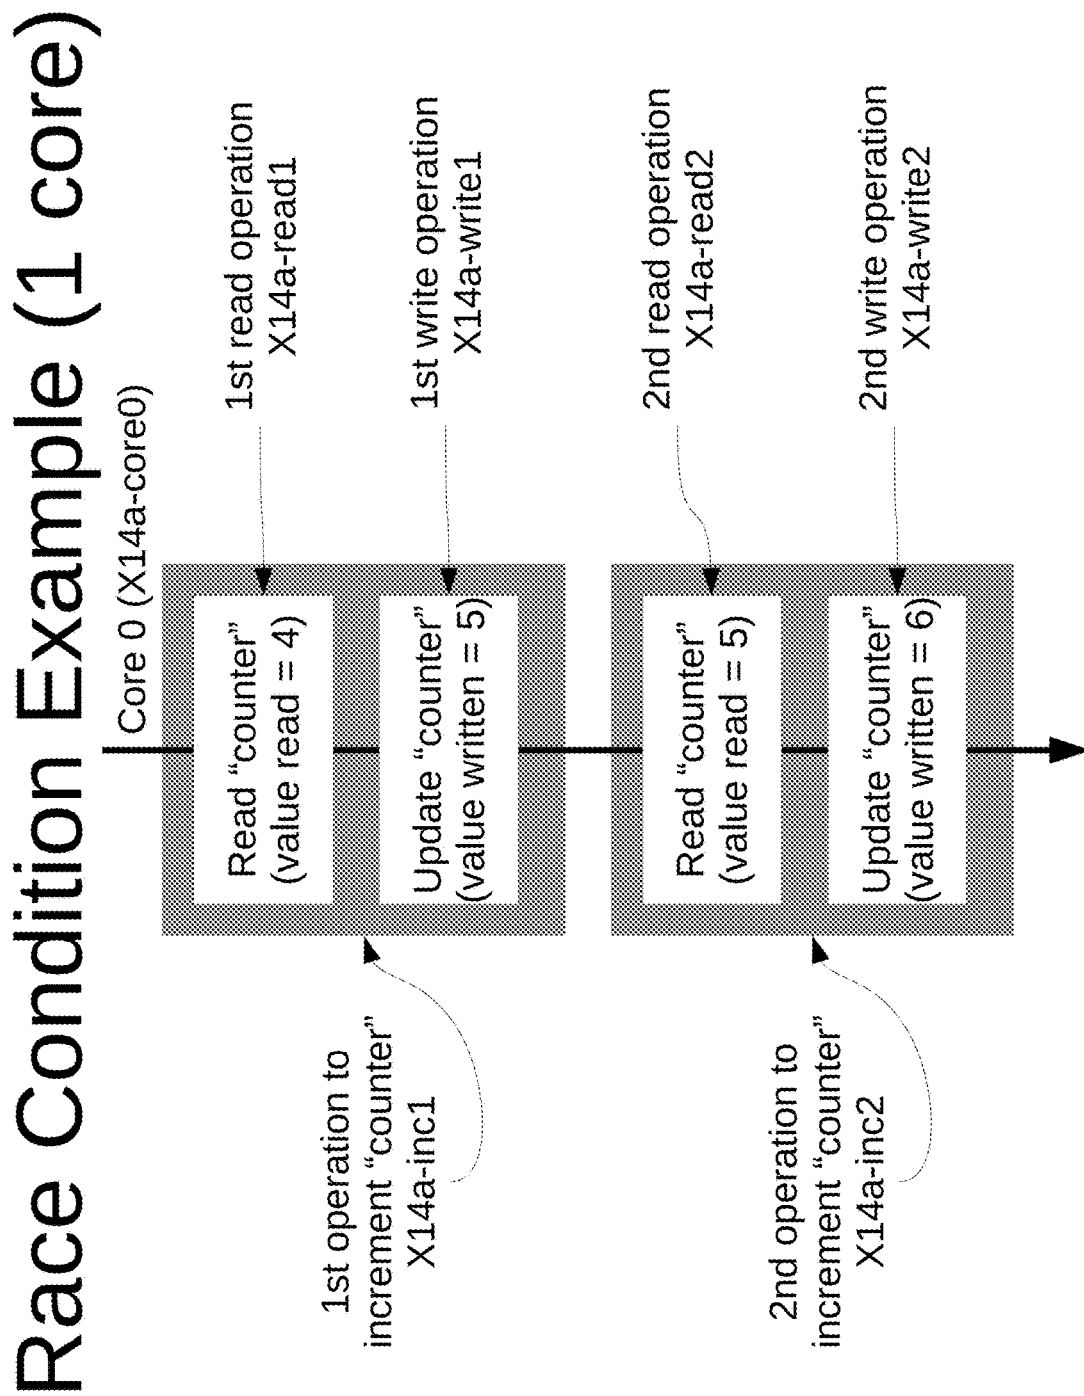 Race Condition Example (1 core)
Core 0 (X14a-core0)
1st operation to
increment “counter”
X14a-inc1
Read “counter”
(value read = 4)
1st read operation
X14a-read1
Update “counter”
(value written = 5)
1st write operation
X14a-write1
2nd operation to
increment “counter”
X14a-inc2
Read “counter”
(value read = 5)
2nd read operation
X14a-read2
Update “counter”
(value written = 6)
2nd write operation
X14a-write2